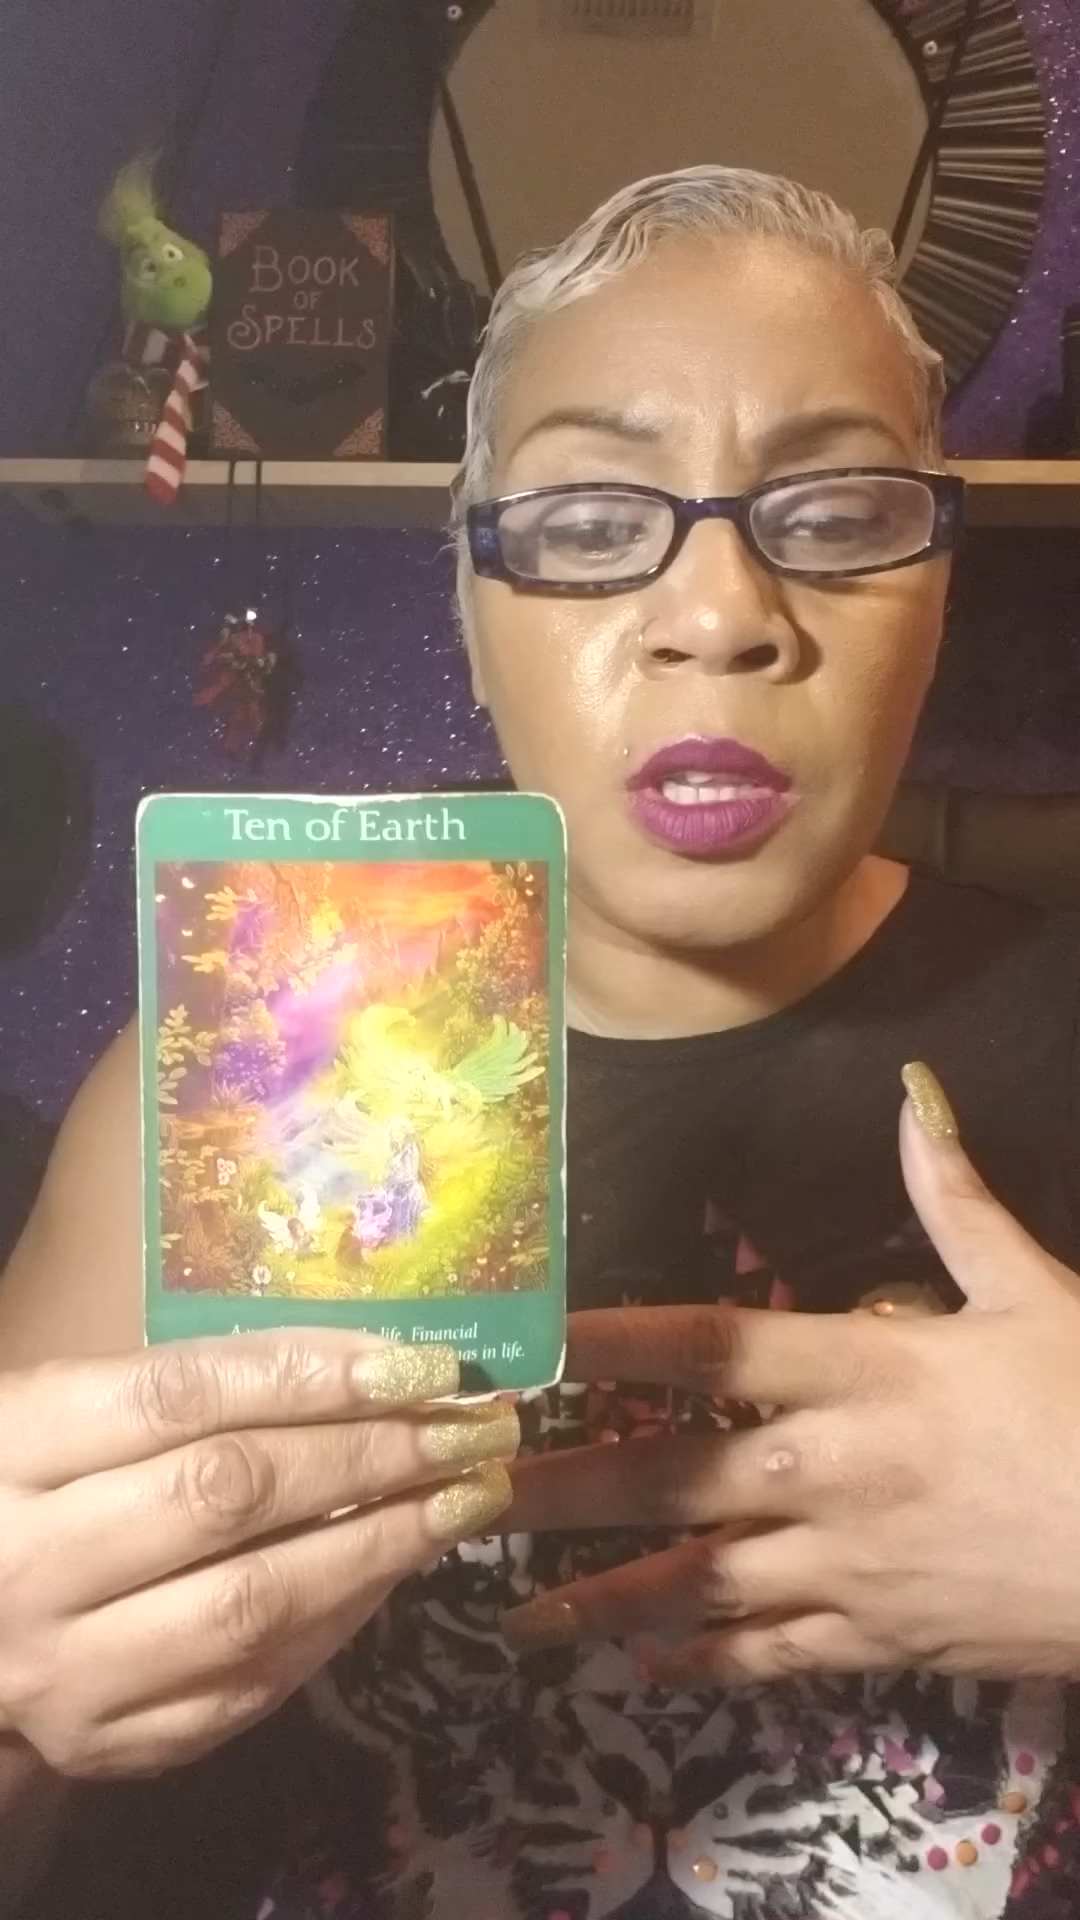 BOOK
OF
SPELLS
Ten of Earth
life. Financial
in life.